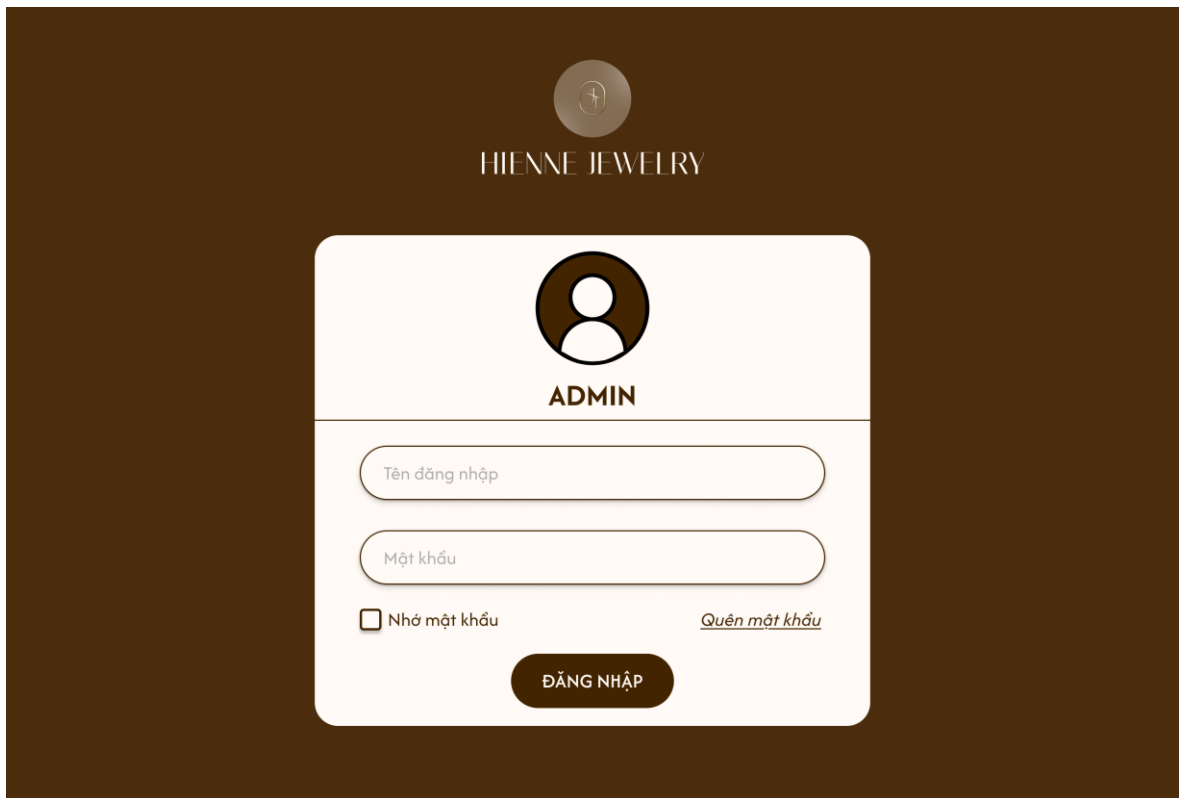 HIENNE JEWELRY
ADMIN
Tên đăng nhập
Mật khẩu
Nhớ mật khẩu
Quên mật khẩu
ĐĂNG NHẬP